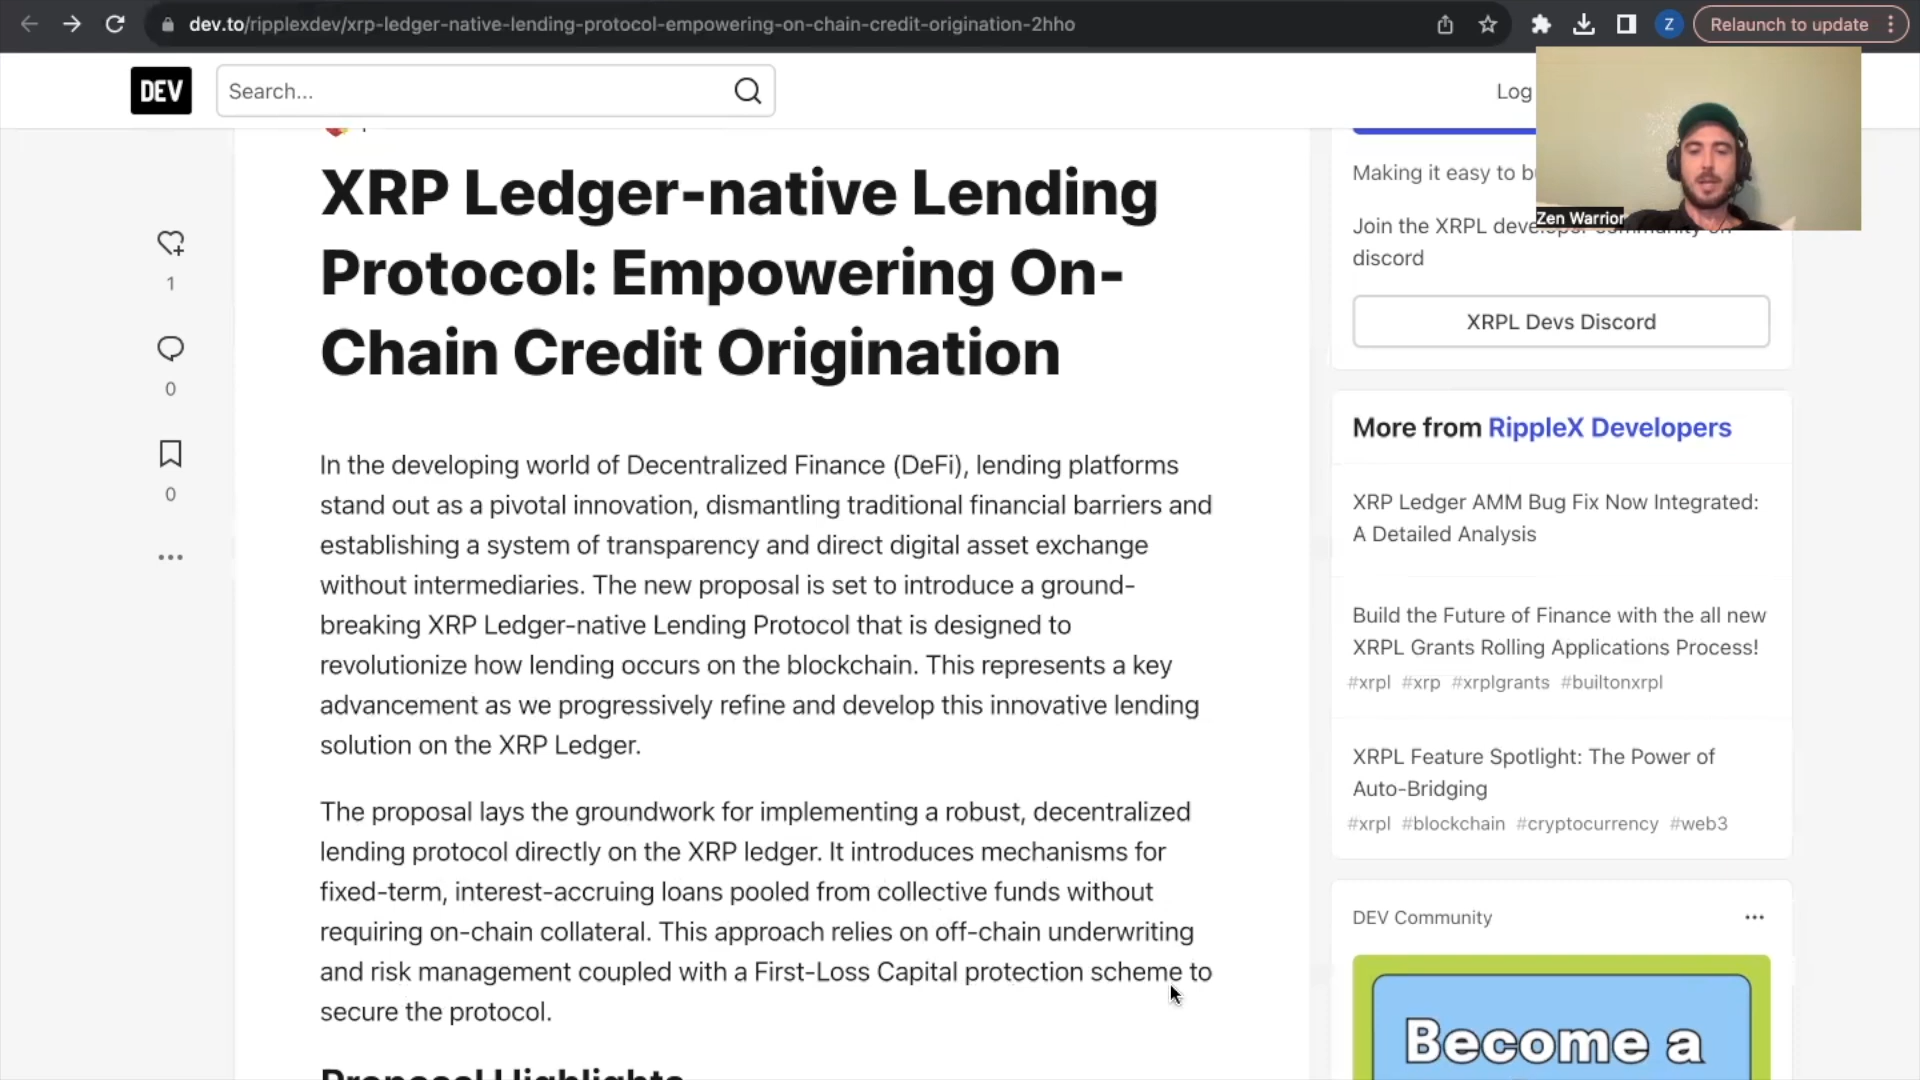 dev.to/ripplexdev/xrp-ledger-native-lending-protocol-empowering-on-chain-credit-origination-2hho
Z
Relaunch to update
DEV
Search...
Log
Zen Warrior
XRP Ledger-native Lending
Protocol: Empowering On-
Chain Credit Origination
1
0
0
In the developing world of Decentralized Finance (DeFi), lending platforms
stand out as a pivotal innovation, dismantling traditional financial barriers and
establishing a system of transparency and direct digital asset exchange
without intermediaries. The new proposal is set to introduce a ground-
breaking XRP Ledger-native Lending Protocol that is designed to
revolutionize how lending occurs on the blockchain. This represents a key
advancement as we progressively refine and develop this innovative lending
solution on the XRP Ledger.
The proposal lays the groundwork for implementing a robust, decentralized
lending protocol directly on the XRP ledger. It introduces mechanisms for
fixed-term, interest-accruing loans pooled from collective funds without
requiring on-chain collateral. This approach relies on off-chain underwriting
and risk management coupled with a First-Loss Capital protection scheme to
secure the protocol.
Proposal Highlights
Making it easy to b
Join the XRPL developer community on
discord
XRPL Devs Discord
More from RippleX Developers
XRP Ledger AMM Bug Fix Now Integrated:
A Detailed Analysis
Build the Future of Finance with the all new
XRPL Grants Rolling Applications Process!
#xrpl #xrp #xrplgrants #builtonxrpl
XRPL Feature Spotlight: The Power of
Auto-Bridging
#xrpl #blockchain #cryptocurrency #web3
DEV Community
Become a